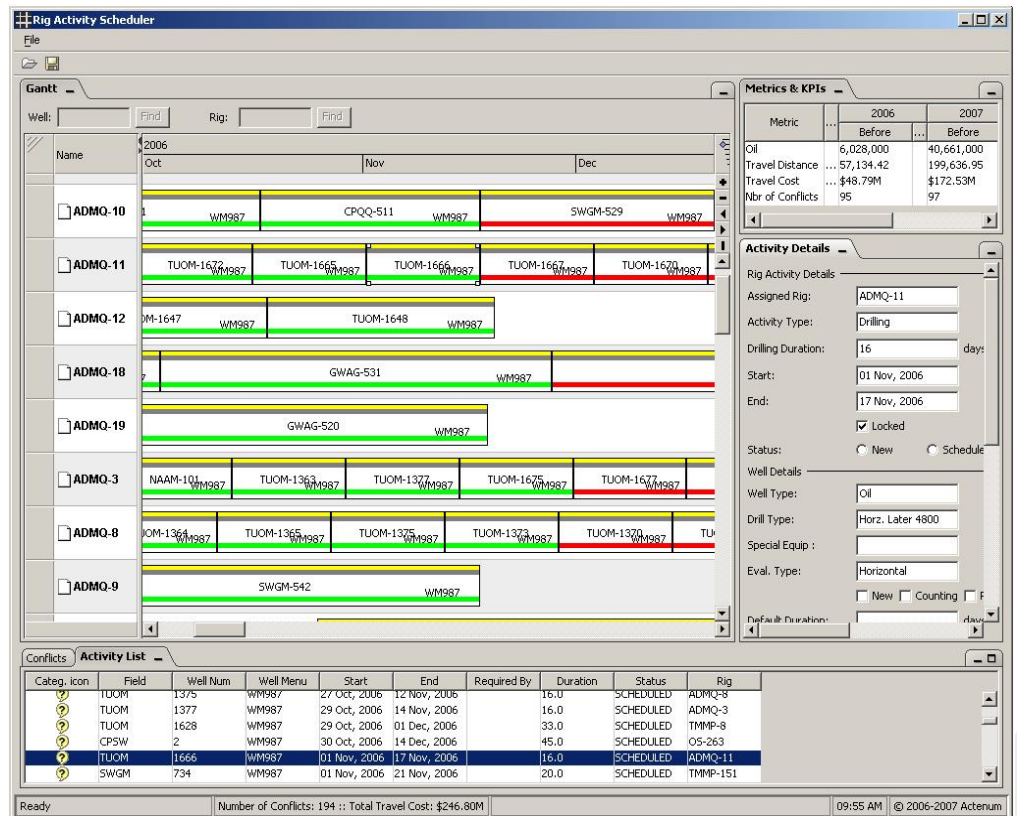 Rig Activity Scheduler
File
Gantt
Well: Find Rig: Find
Name
2006
Oct Nov Dec
ADMQ-10 1 WM987 CPQQ-511 WM987 SWGM-529 WM987
ADMQ-11 TUOM-1672 WM987 TUOM-1665 WM987 TUOM-1666 WM987 TUOM-1667 WM987 TUOM-1670 WM987
ADMQ-12 OM-1647 WM987 TUOM-1648 WM987
ADMQ-18 7 GWAG-531 WM987
ADMQ-19 GWAG-520 WM987
ADMQ-3 NAAM-101 WM987 TUOM-1363 WM987 TUOM-1377 WM987 TUOM-1675 WM987 TUOM-1677 WM987
ADMQ-8 UOM-1364 WM987 TUOM-1365 WM987 TUOM-1375 WM987 TUOM-1373 WM987 TUOM-1370 WM987 TU
ADMQ-9 SWGM-542 WM987
Metrics & KPIs
Metric ... 2006 2007
Before ... Before
Oil 6,028,000 40,661,000
Travel Distance ... 57,134.42 199,636.95
Travel Cost ... $48.79M $172.53M
Nbr of Conflicts 95 97
Activity Details
Rig Activity Details
Assigned Rig: ADMQ-11
Activity Type: Drilling
Drilling Duration: 16 days
Start: 01 Nov, 2006
End: 17 Nov, 2006
Locked
Status: New Schedule
Well Details
Well Type: Oil
Drill Type: Horz. Later 4800
Special Equip :
Eval. Type: Horizontal
New Counting
Default Duration: days
Conflicts Activity List
Categ. icon Field Well Num Well Menu Start End Required By Duration Status Rig
TUOM 1375 WM987 27 Oct, 2006 12 Nov, 2006 16.0 SCHEDULED ADMQ-8
TUOM 1377 WM987 29 Oct, 2006 14 Nov, 2006 16.0 SCHEDULED ADMQ-3
TUOM 1628 WM987 29 Oct, 2006 01 Dec, 2006 33.0 SCHEDULED TMMP-8
CPSW 2 WM987 30 Oct, 2006 14 Dec, 2006 45.0 SCHEDULED OS-263
TUOM 1666 WM987 01 Nov, 2006 17 Nov, 2006 16.0 SCHEDULED ADMQ-11
SWGM 734 WM987 01 Nov, 2006 21 Nov, 2006 20.0 SCHEDULED TMMP-151
Ready Number of Conflicts: 194 :: Total Travel Cost: $246.80M 09:55 AM © 2006-2007 Actenum